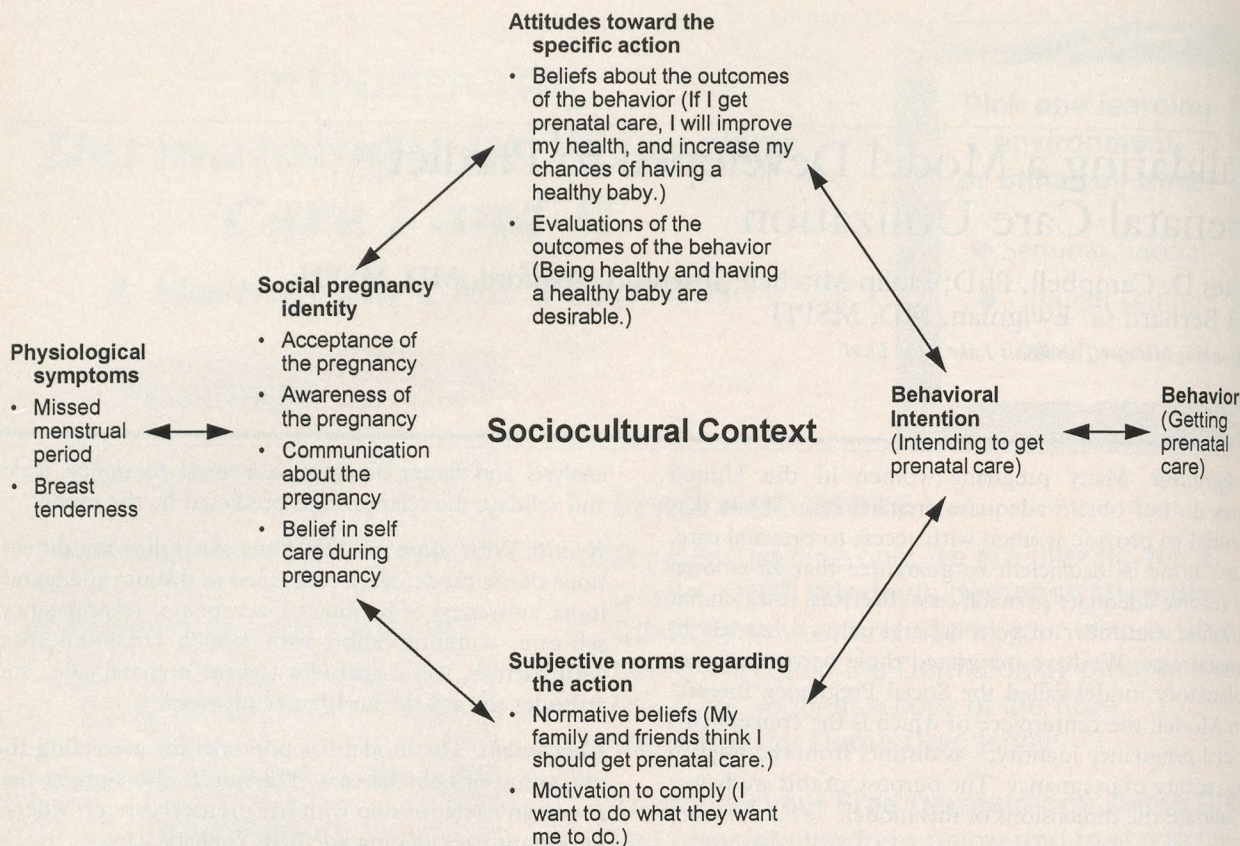 Attitudes toward the
specific action
• Beliefs about the outcomes
of the behavior (If I get
prenatal care, I will improve
my health, and increase my
chances of having a
healthy baby.)
• Evaluations of the
outcomes of the behavior
(Being healthy and having
a healthy baby are
desirable.)
Social pregnancy
identity
• Acceptance of
the pregnancy
• Awareness of
the pregnancy
• Communication
about the
pregnancy
• Belief in self
care during
pregnancy
Physiological
symptoms
• Missed
menstrual
period
• Breast
tenderness
Sociocultural Context
Behavioral
Intention
(Intending to get
prenatal care)
Behavior
(Getting
prenatal
care)
Subjective norms regarding
the action
• Normative beliefs (My
family and friends think I
should get prenatal care.)
• Motivation to comply (I
want to do what they want
me to do.)